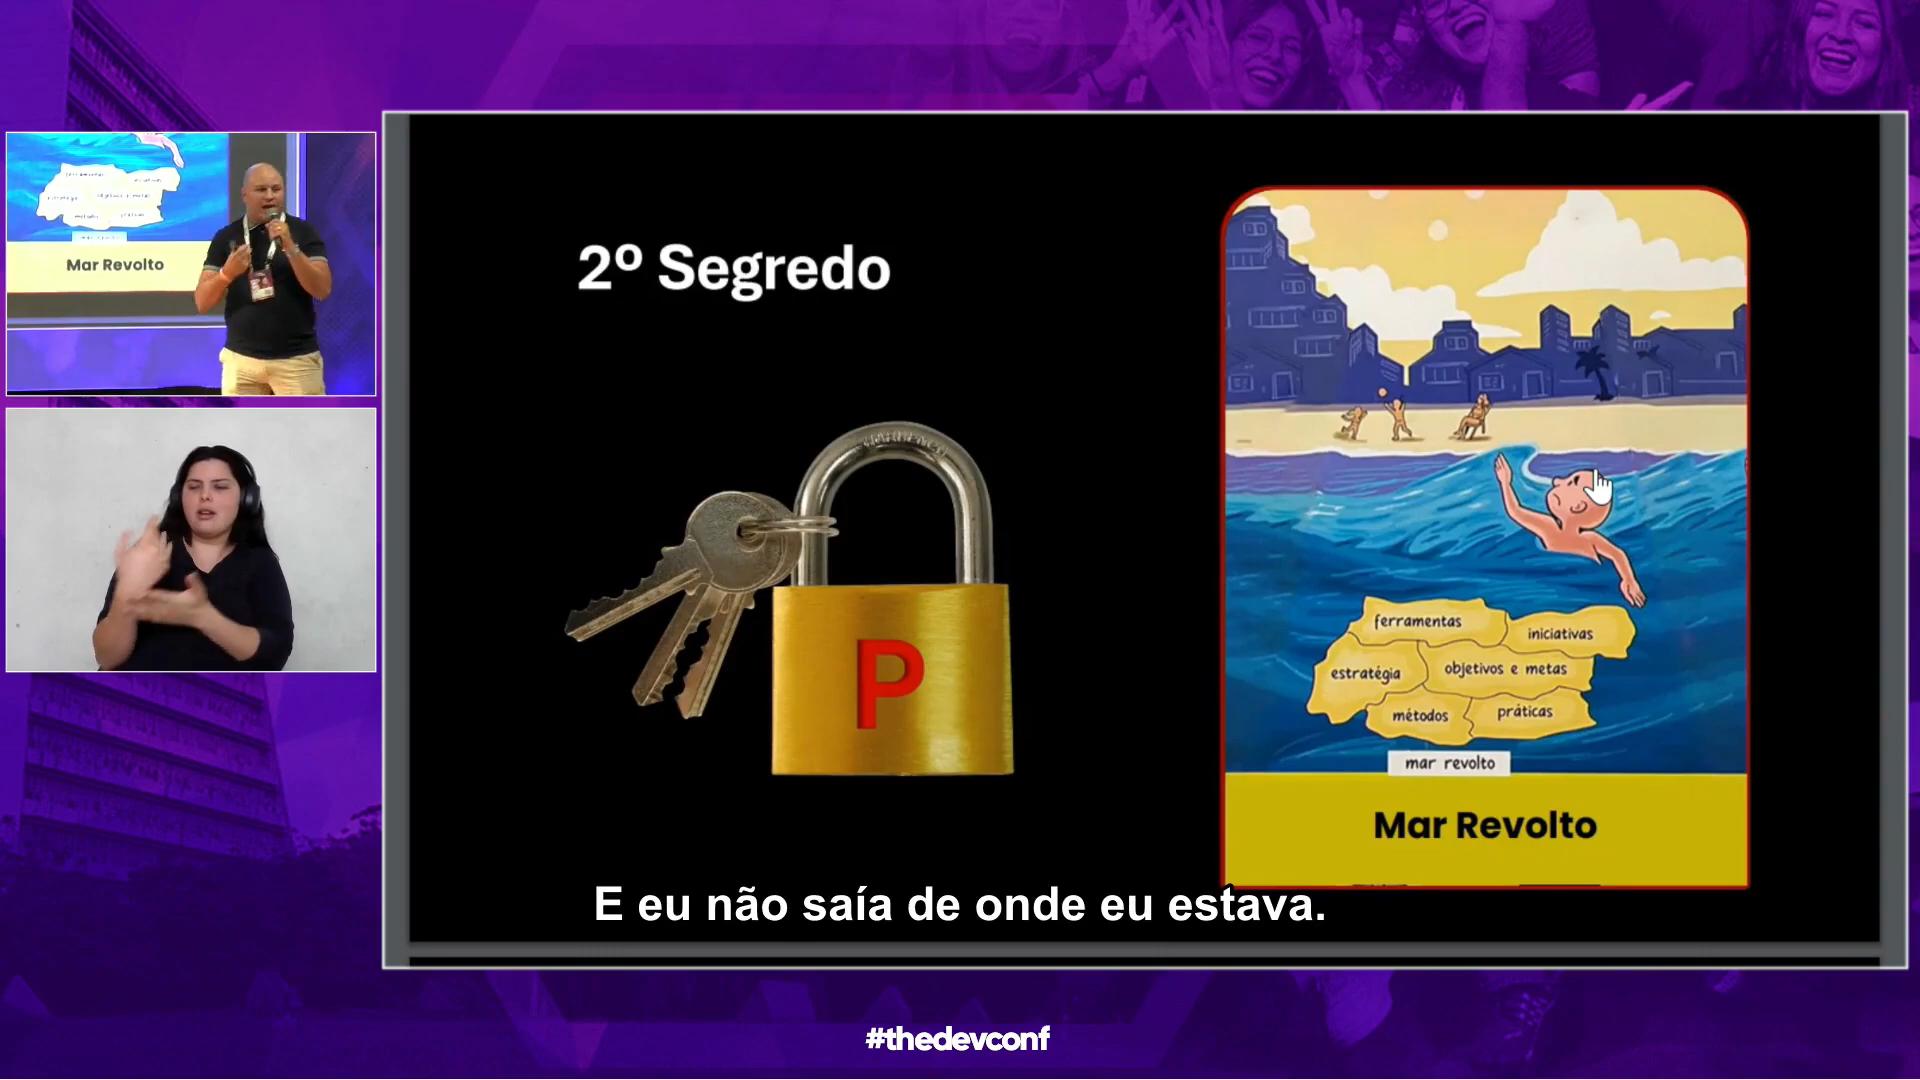 Mar Revolto
2º Segredo
P
ferramentas
iniciativas
estratégia
objetivos e metas
métodos
práticas
mar revolto
Mar Revolto
E eu não saía de onde eu estava.
#thedevconf